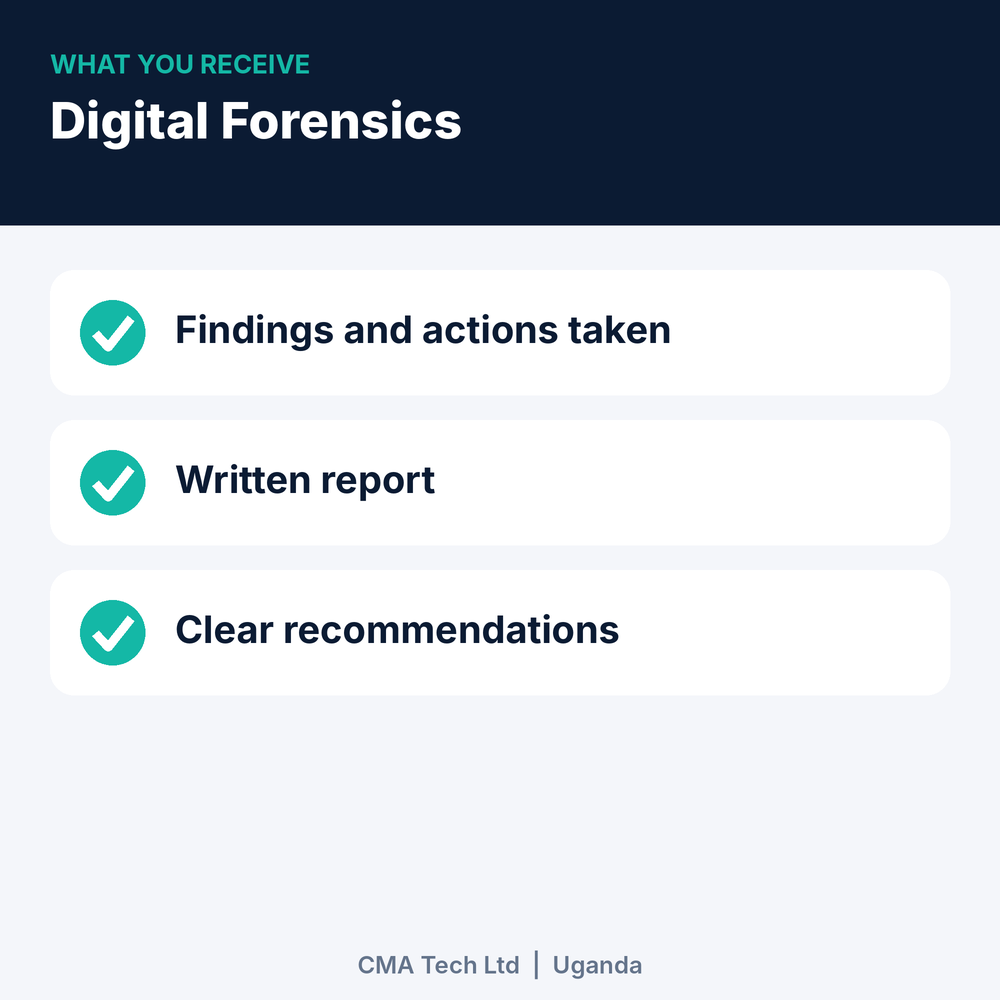 WHAT YOU RECEIVE
Digital Forensics
Findings and actions taken
Written report
Clear recommendations
CMA Tech Ltd | Uganda